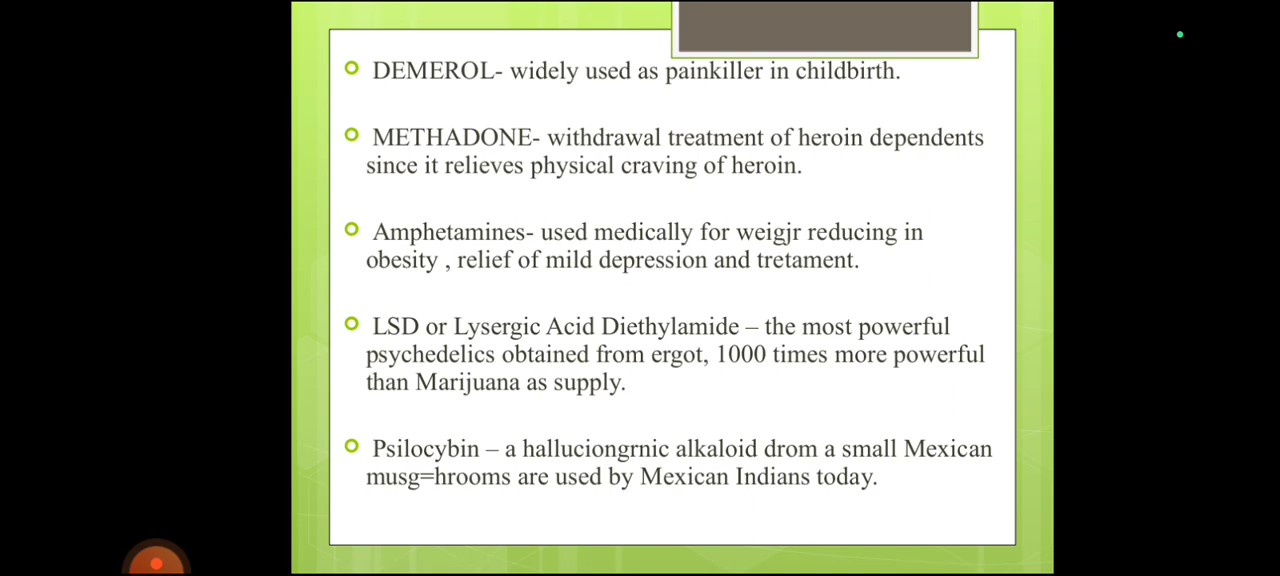 DEMEROL- widely used as painkiller in childbirth.
METHADONE- withdrawal treatment of heroin dependents
since it relieves physical craving of heroin.
Amphetamines- used medically for weigjr reducing in
obesity , relief of mild depression and tretament.
LSD or Lysergic Acid Diethylamide – the most powerful
psychedelics obtained from ergot, 1000 times more powerful
than Marijuana as supply.
Psilocybin – a halluciongrnic alkaloid drom a small Mexican
musg=hrooms are used by Mexican Indians today.